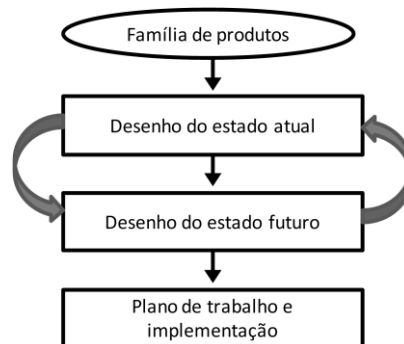 Família de produtos
Desenho do estado atual
Desenho do estado futuro
Plano de trabalho e
implementação